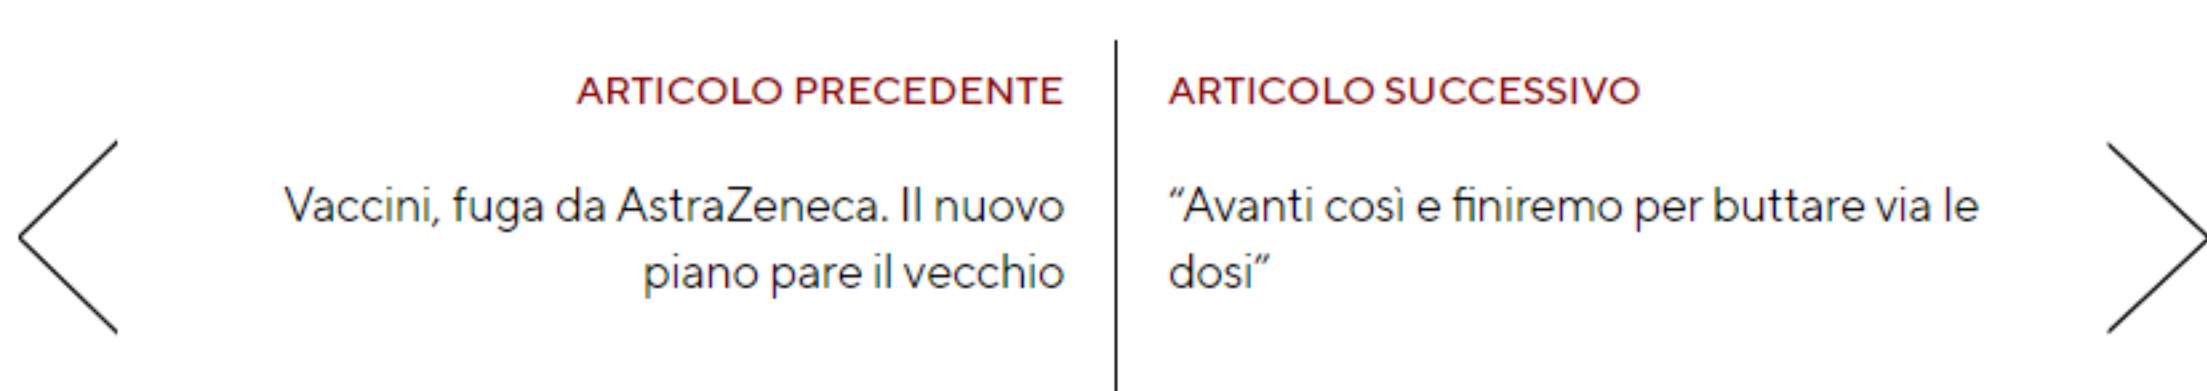 ARTICOLO PRECEDENTE
Vaccini, fuga da AstraZeneca. Il nuovo
piano pare il vecchio
ARTICOLO SUCCESSIVO
“Avanti così e finiremo per buttare via le
dosi”